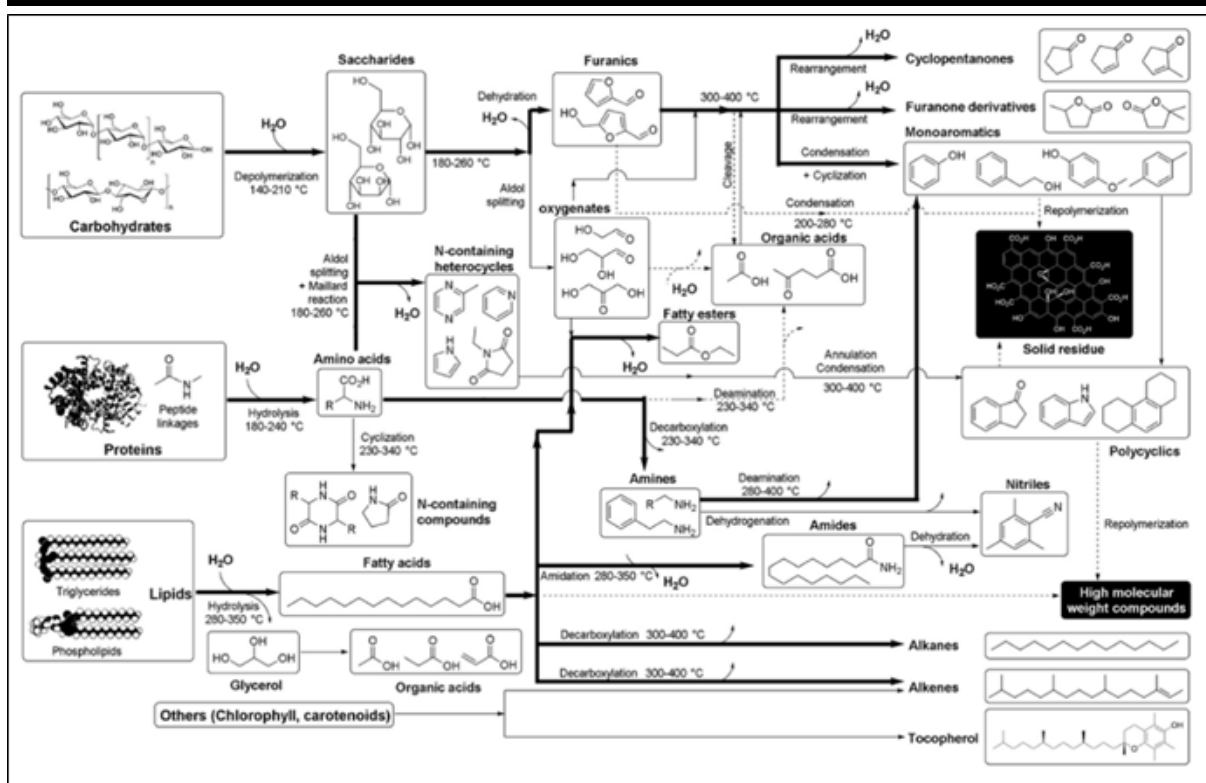 Saccharides
Furanics
H₂O
Cyclopentanones
Rearrangement
Dehydration
H₂O
300-400 °C
H₂O
Furanone derivatives
Rearrangement
H₂O
Depolymerization
140-210 °C
180-260 °C
Monoaromatics
Condensation
+ Cyclization
Cleavage
Aldol
splitting
Carbohydrates
oxygenates
Condensation
200-280 °C
Repolymerization
Organic acids
H₂O
Aldol
splitting
+ Maillard
reaction
180-260 °C
H₂O
N-containing
heterocycles
Fatty esters
H₂O
Solid residue
Amino acids
Annulation
Condensation
300-400 °C
H₂O
Peptide
linkages
Hydrolysis
180-240 °C
Proteins
Deamination
230-340 °C
Decarboxylation
230-340 °C
Cyclization
230-340 °C
Polycyclics
Amines
Deamination
280-400 °C
Nitriles
N-containing
compounds
Dehydrogenation
Amides
Dehydration
H₂O
Repolymerization
Triglycerides
Lipids
Phospholipids
H₂O
Hydrolysis
280-350 °C
Fatty acids
Amidation 280-350 °C
H₂O
High molecular
weight compounds
Glycerol
Organic acids
Decarboxylation 300-400 °C
Alkanes
Decarboxylation 300-400 °C
Alkenes
Others (Chlorophyll, carotenoids)
Tocopherol